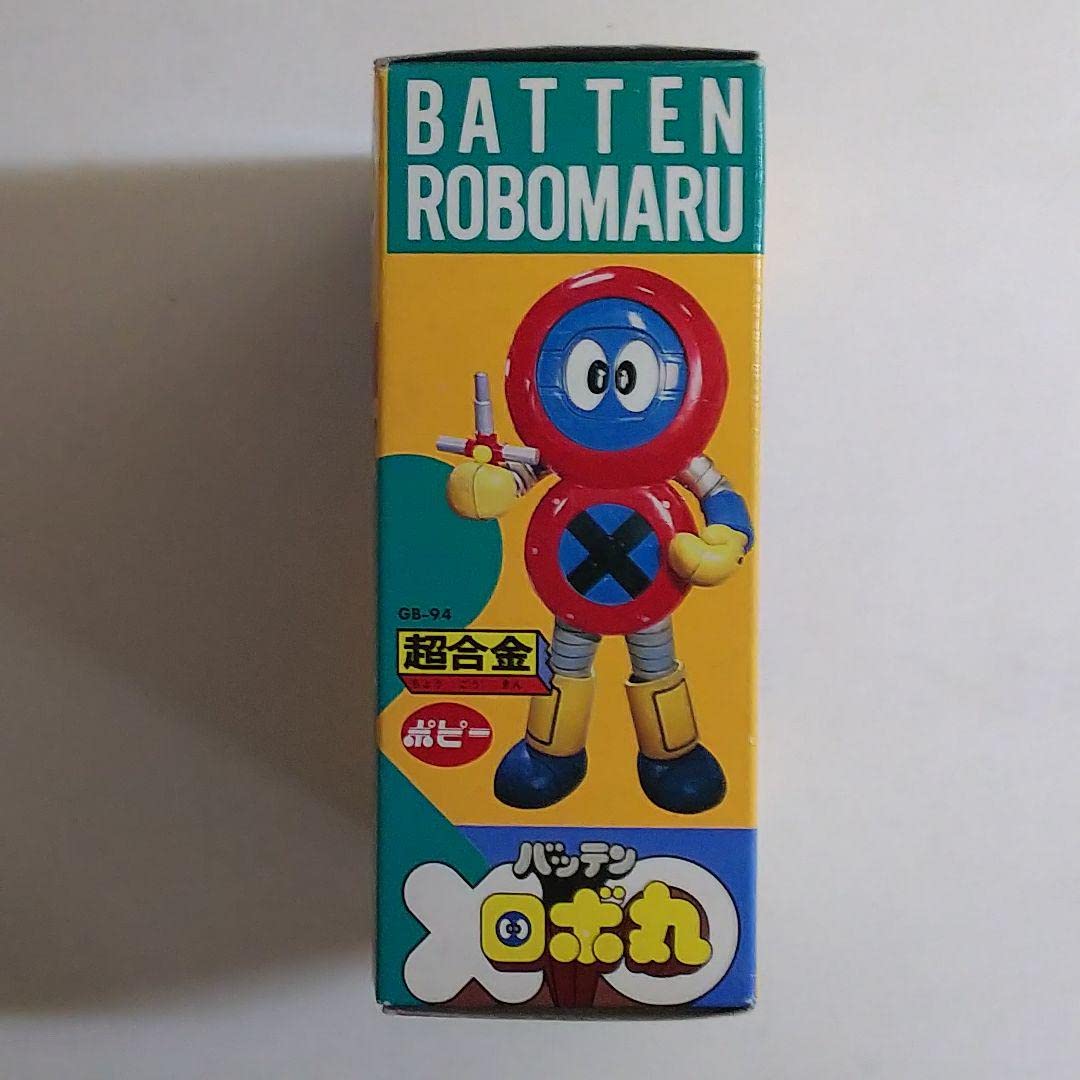 BATTEN
ROBOMARU
GB-94
超合金
ちょう ごう きん
ポピー
バッテン
ロボ丸